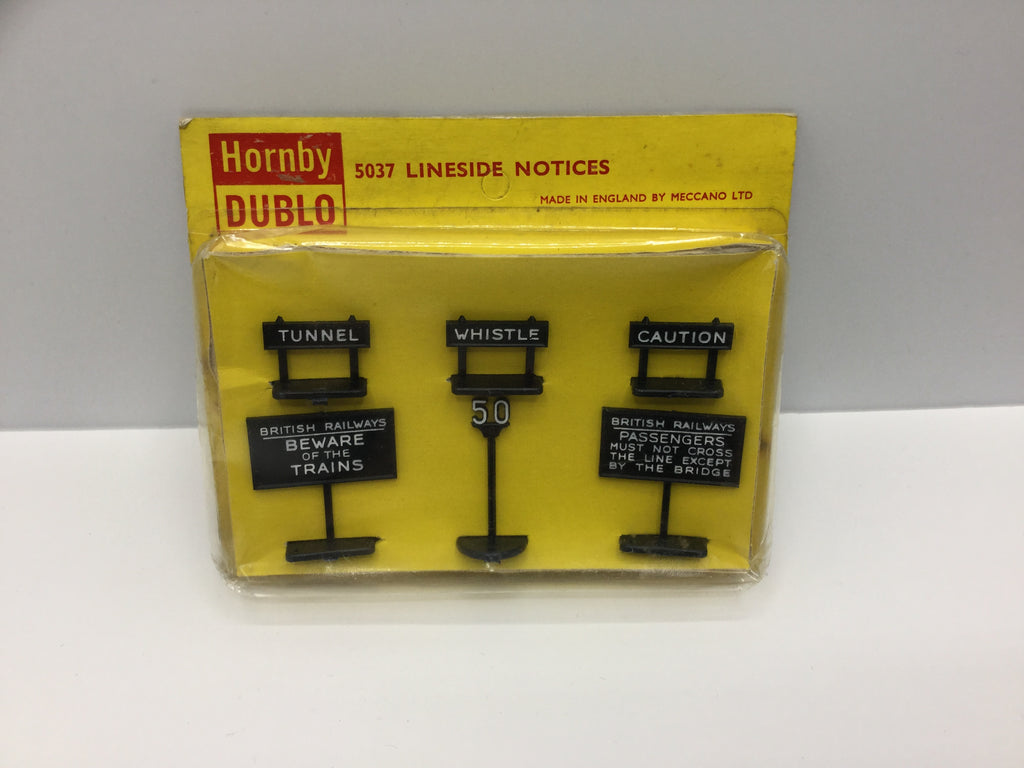 Hornby
DUBLO
5037 LINESIDE NOTICES
MADE IN ENGLAND BY MECCANO LTD
TUNNEL
WHISTLE
CAUTION
BRITISH RAILWAYS
BEWARE
OF THE
TRAINS
50
BRITISH RAILWAYS
PASSENGERS
MUST NOT CROSS
THE LINE EXCEPT
BY THE BRIDGE